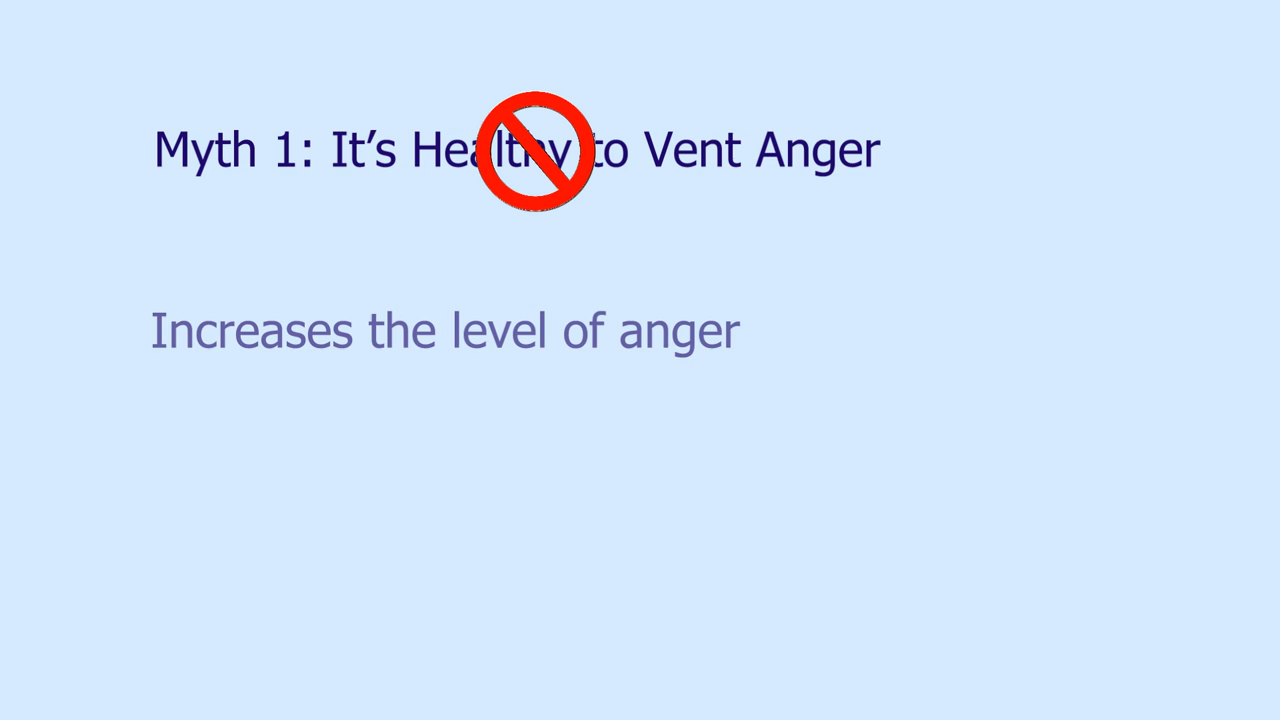 Myth 1: It’s Healthy to Vent Anger
Increases the level of anger